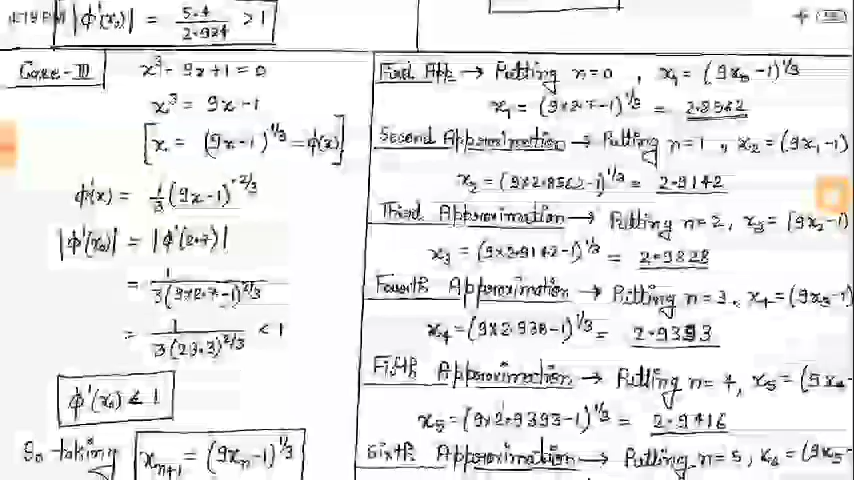 |φ'(x₀)| = 5.4/2.924 > 1
Case-III
x³ - 9x + 1 = 0
x³ = 9x - 1
[x = (9x-1)^1/3 = φ(x)]
φ'(x) = 1/3 (9x-1)^-2/3
|φ'(x₀)| = |φ'(2.7)|
= 1/3(9×2.7-1)^2/3
= 1/3(23.3)^2/3 < 1
φ'(x₀) < 1
So taking x_{n+1} = (9x_n-1)^1/3
First App → Putting n=0, x₁ = (9x₀-1)^1/3
x₁ = (9×2.7-1)^1/3 = 2.8562
Second Approximation → Putting n=1, x₂ = (9x₁-1)
x₂ = (9×2.8562-1)^1/3 = 2.9142
Third Approximation → Putting n=2, x₃ = (9x₂-1)
x₃ = (9×2.9142-1)^1/3 = 2.9828
Fourth Approximation → Putting n=3, x₄ = (9x₃-1)
x₄ = (9×2.938-1)^1/3 = 2.9393
Fifth Approximation → Putting n=4, x₅ = (9x₄-
x₅ = (9×2.9393-1)^1/3 = 2.9416
Sixth Approximation → Putting n=5, x₆ = (9x₅-